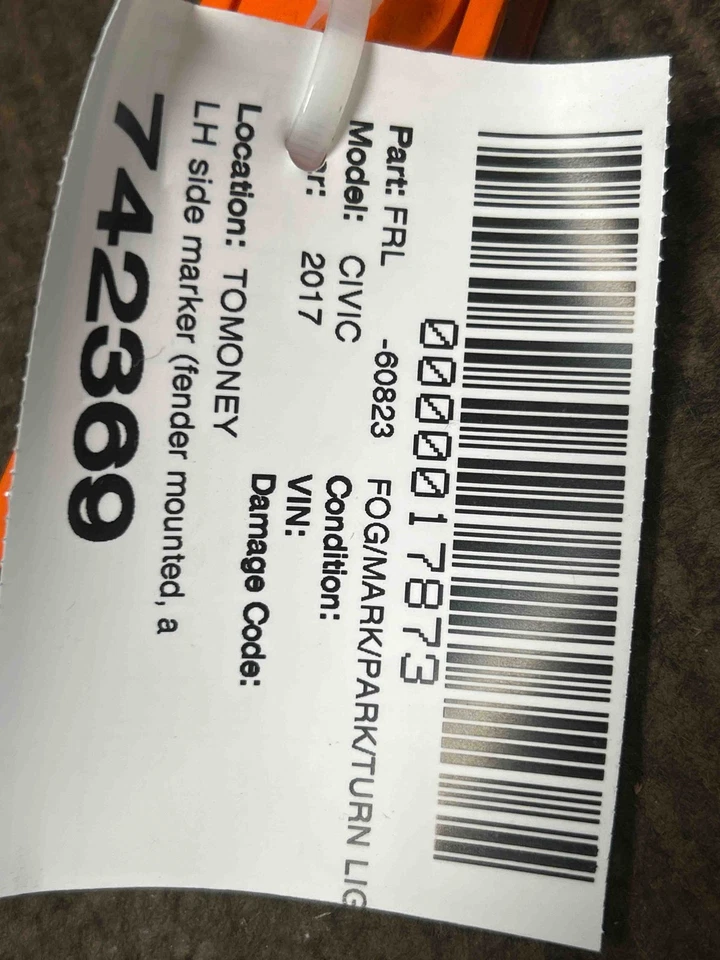 0000017873
Part: FRL -60823 FOG/MARK/PARK/TURN LIG
Model: CIVIC Condition:
r: 2017 VIN:
Location: TOMONEY Damage Code:
LH side marker (fender mounted, a
742369